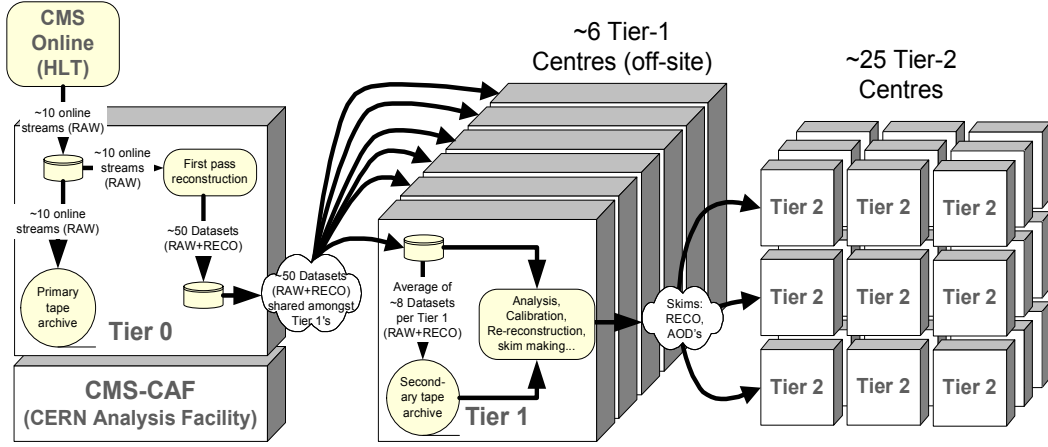 CMS
Online
(HLT)
~10 online
streams (RAW)
~10 online
streams
(RAW)
First pass
reconstruction
~10 online
streams (RAW)
~50 Datasets
(RAW+RECO)
Primary
tape
archive
Tier 0
CMS-CAF
(CERN Analysis Facility)
~50 Datasets
(RAW+RECO)
shared amongst
Tier 1's
~6 Tier-1
Centres (off-site)
Average of
~8 Datasets
per Tier 1
(RAW+RECO)
Analysis,
Calibration,
Re-reconstruction,
skim making...
Second-
ary tape
archive
Tier 1
Skims:
RECO,
AOD's
~25 Tier-2
Centres
Tier 2
Tier 2
Tier 2
Tier 2
Tier 2
Tier 2
Tier 2
Tier 2
Tier 2